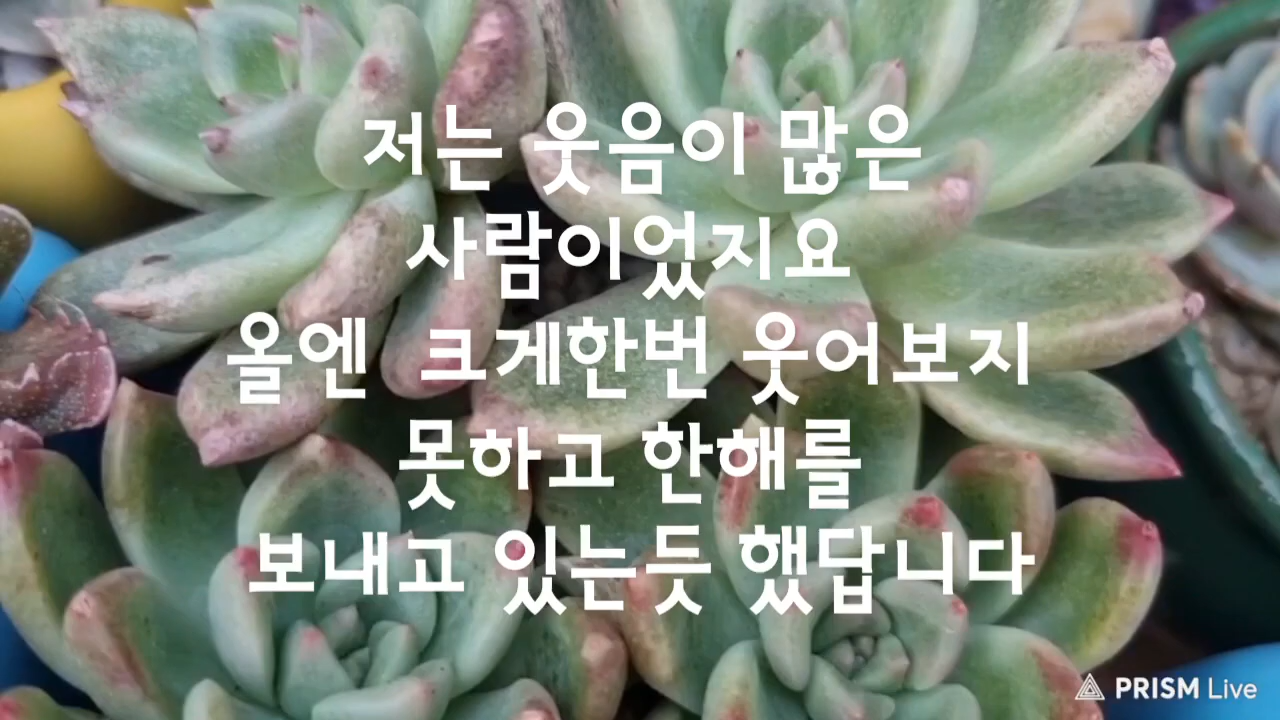 저는 웃음이 많은
사람이었지요
올엔 크게한번 웃어보지
못하고 한해를
보내고 있는듯 했답니다
PRISM Live